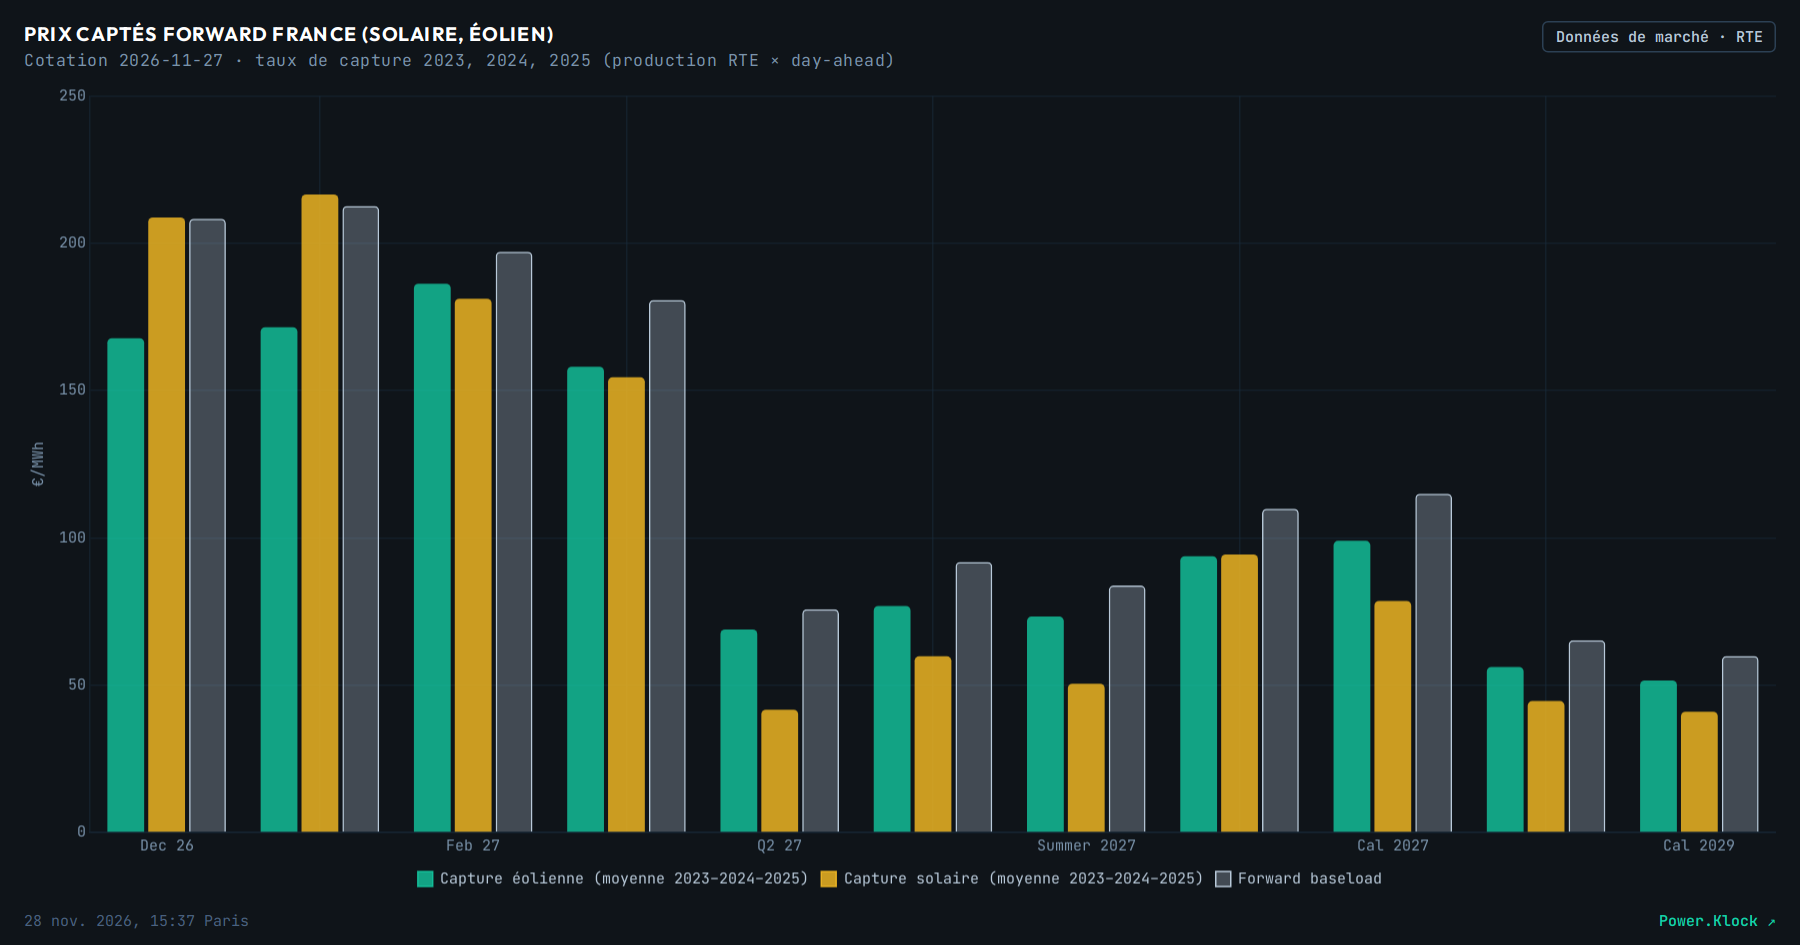 PRIX CAPTÉS FORWARD FRANCE (SOLAIRE, ÉOLIEN)
Cotation 2026-11-27 · taux de capture 2023, 2024, 2025 (production RTE × day-ahead)
Données de marché · RTE
250
200
150
100
50
0
€/MWh
Dec 26
Feb 27
Q2 27
Summer 2027
Cal 2027
Cal 2029
Capture éolienne (moyenne 2023-2024-2025)
Capture solaire (moyenne 2023-2024-2025)
Forward baseload
28 nov. 2026, 15:37 Paris
Power.Klock ↗